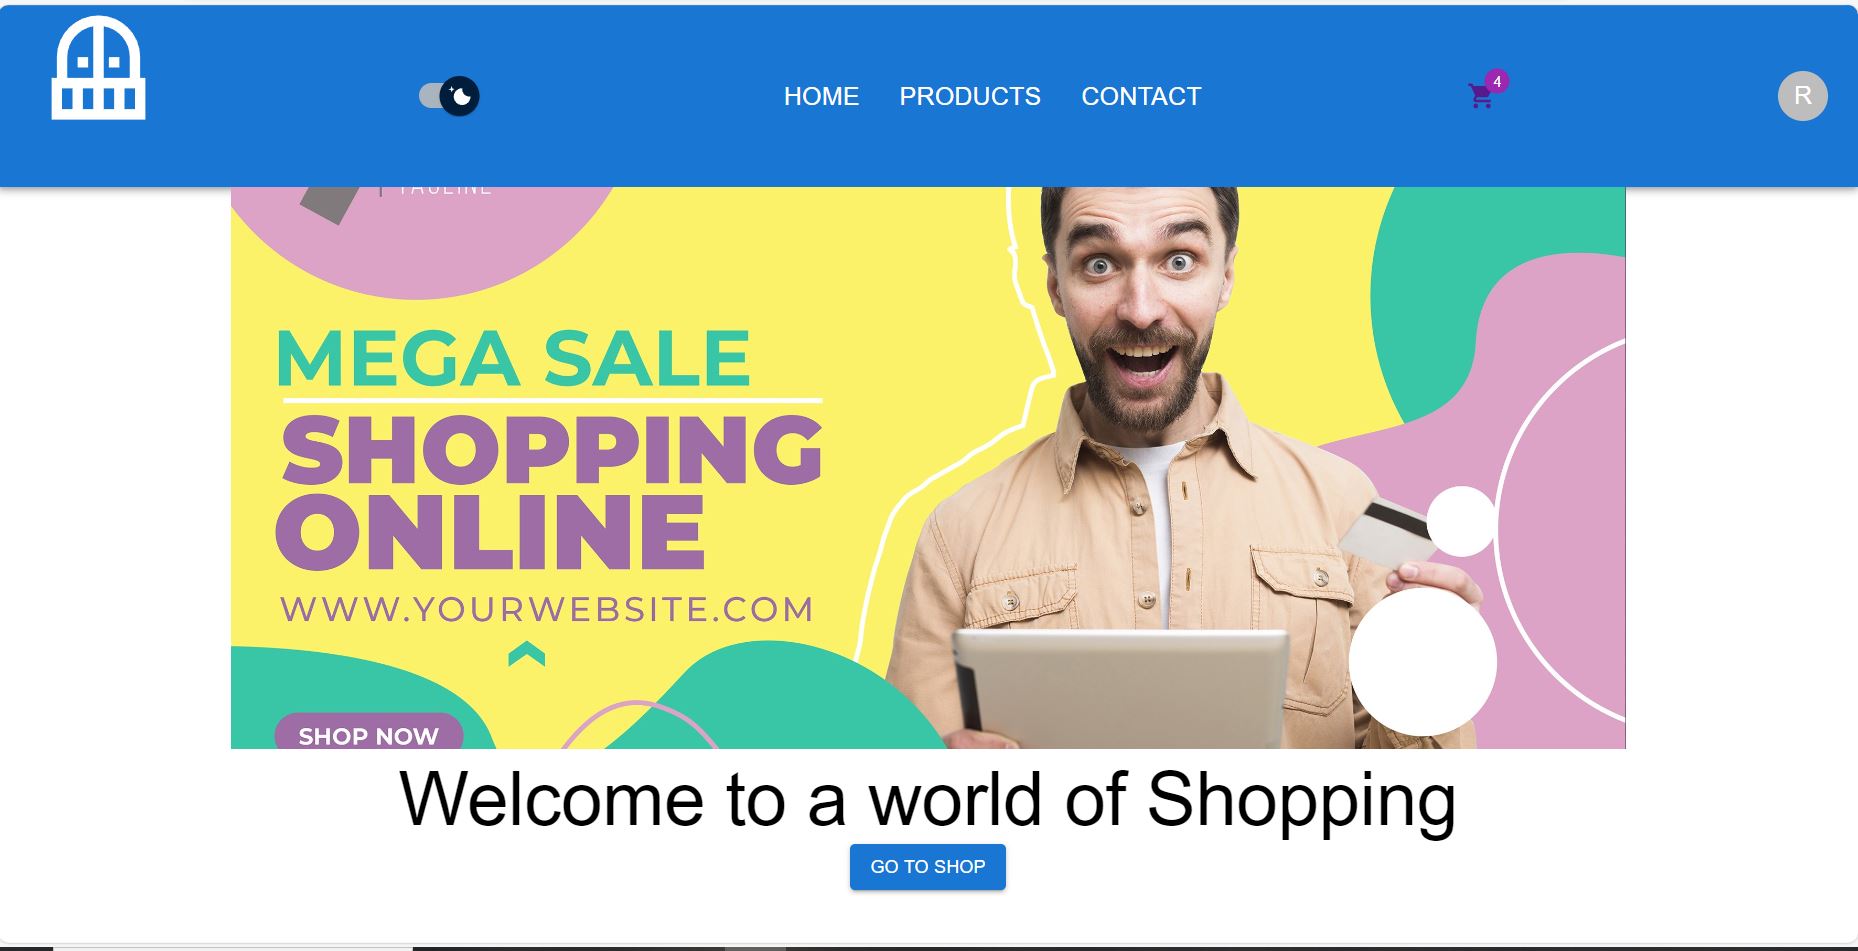 HOME PRODUCTS CONTACT
4
R
MEGA SALE
SHOPPING
ONLINE
WWW.YOURWEBSITE.COM
SHOP NOW
Welcome to a world of Shopping
GO TO SHOP